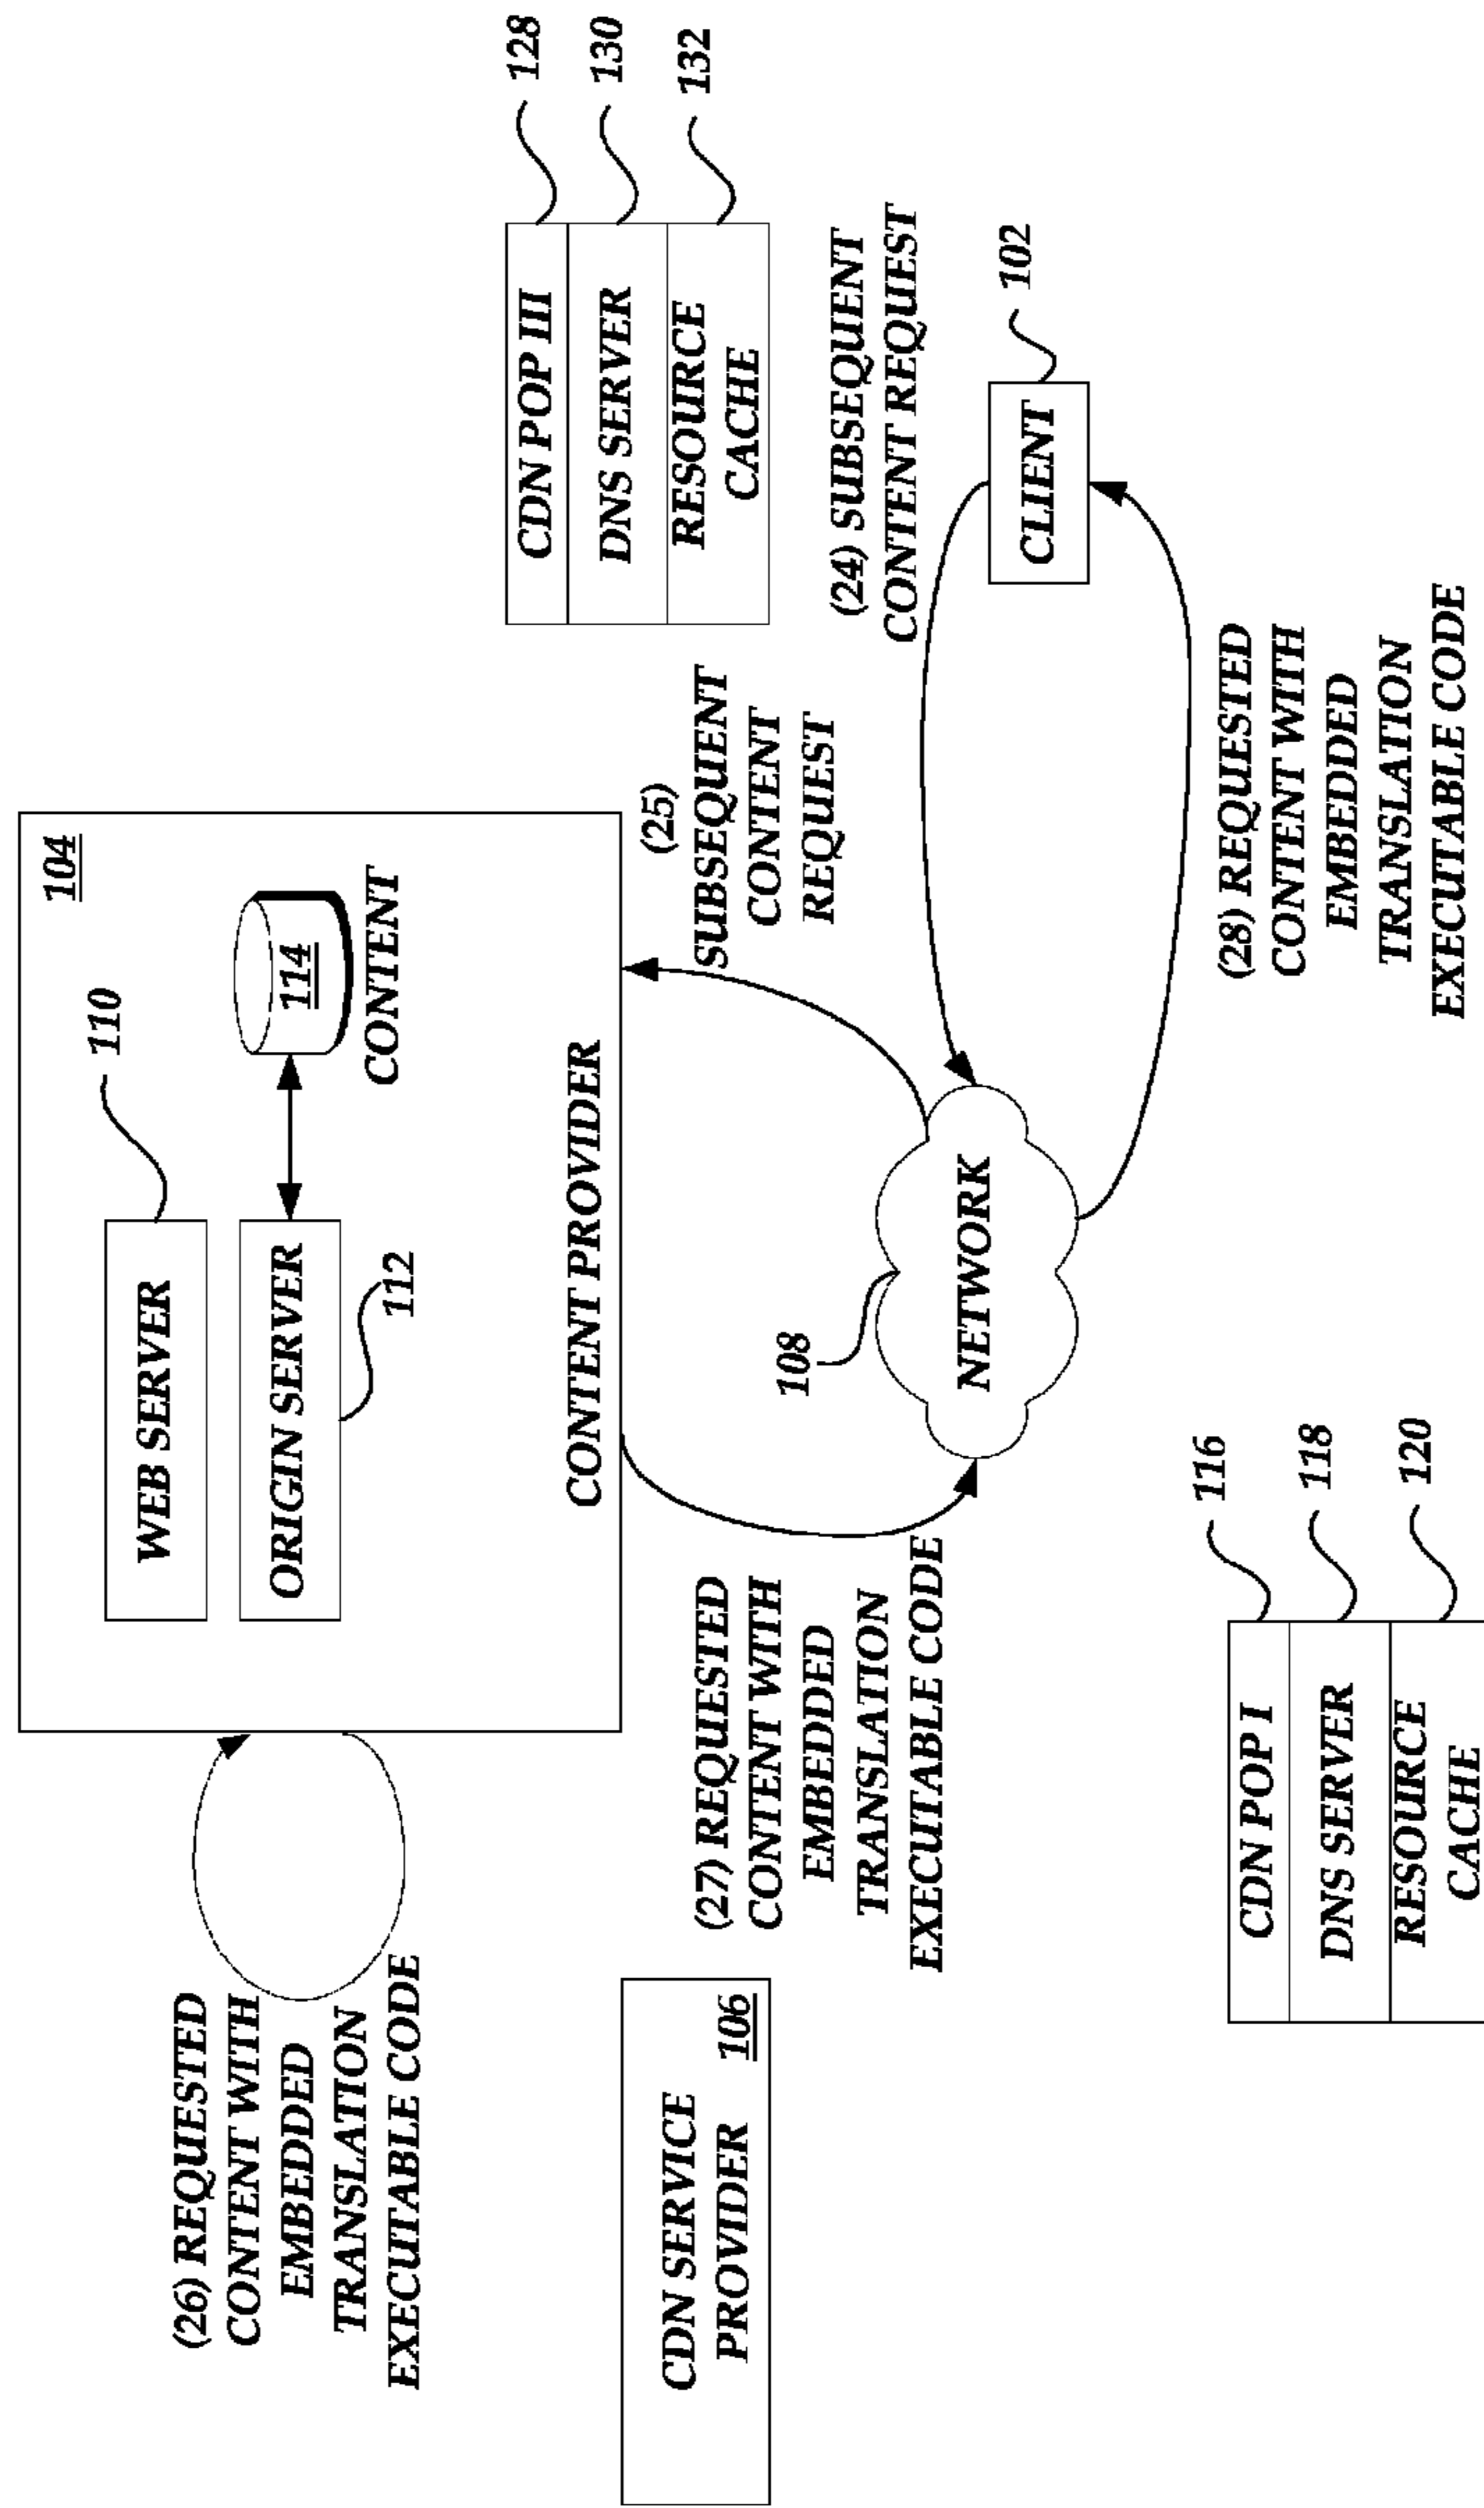 104
110
WEB SERVER
ORIGIN SERVER
114
CONTENT
112
CONTENT PROVIDER
(26) REQUESTED
CONTENT WITH
EMBEDDED
TRANSLATION
EXECUTABLE CODE
CDN SERVICE
PROVIDER
106
(27) REQUESTED
CONTENT WITH
EMBEDDED
TRANSLATION
EXECUTABLE CODE
(25)
SUBSEQUENT
CONTENT
REQUEST
CDN POP III
DNS SERVER
RESOURCE
CACHE
128
130
132
(24) SUBSEQUENT
CONTENT REQUEST
108
NETWORK
CLIENT
102
(28) REQUESTED
CONTENT WITH
EMBEDDED
TRANSLATION
EXECUTABLE CODE
CDN POP I
DNS SERVER
RESOURCE
CACHE
116
118
120